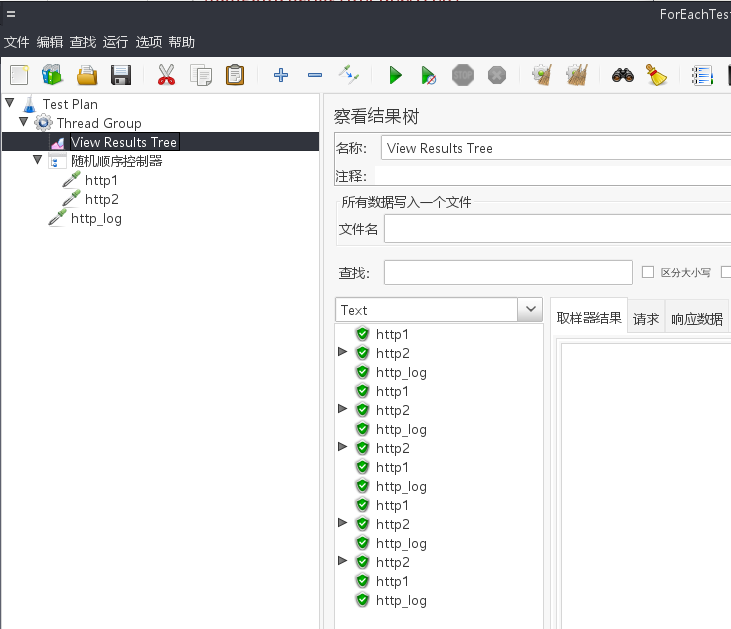 ForEachTest
文件 编辑 查找 运行 选项 帮助
STOP
Test Plan
Thread Group
View Results Tree
随机顺序控制器
http1
http2
http_log
察看结果树
名称: View Results Tree
注释:
所有数据写入一个文件
文件名
查找: 区分大小写
Text
取样器结果 请求 响应数据
http1
http2
http_log
http1
http2
http_log
http2
http1
http_log
http1
http2
http_log
http2
http1
http_log